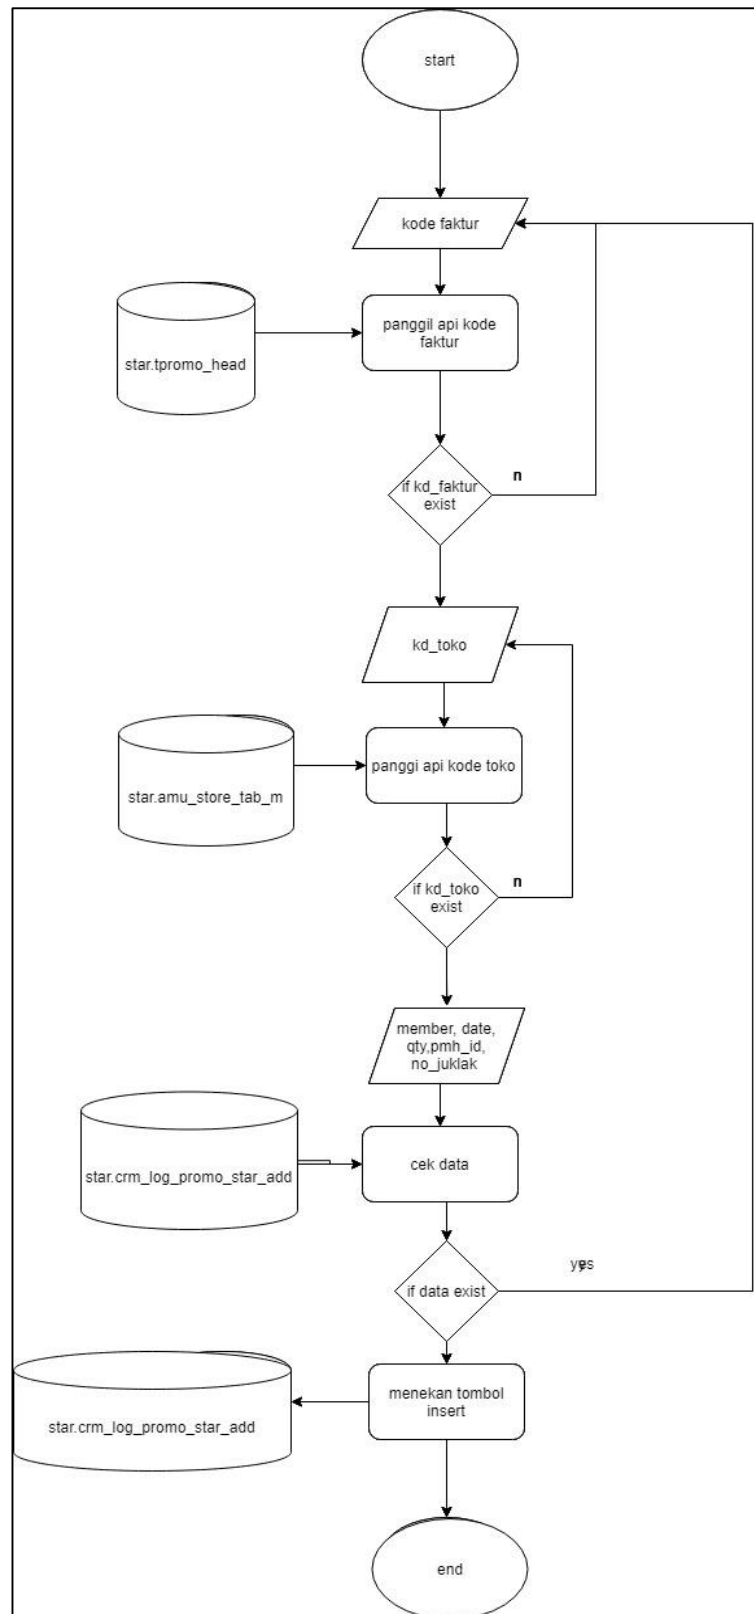 start
kode faktur
panggil api kode
faktur
star.tpromo_head
if kd_faktur
exist
n
kd_toko
panggi api kode toko
star.amu_store_tab_m
if kd_toko
exist
n
member, date,
qty,pmh_id,
no_juklak
cek data
star.crm_log_promo_star_add
if data exist
yes
menekan tombol
insert
star.crm_log_promo_star_add
end